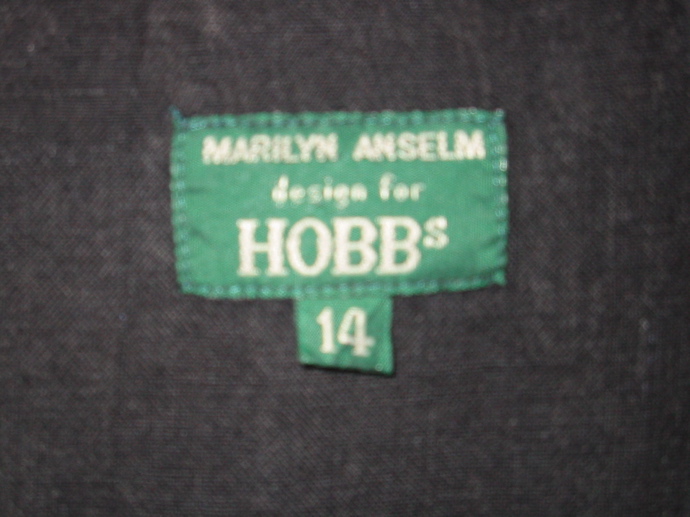 MARILYN ANSELM
design for
HOBBs
14